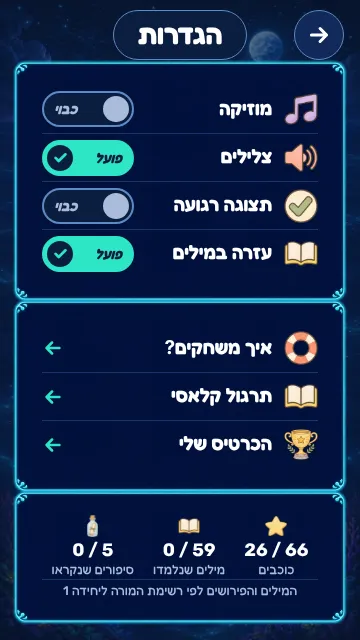 הגדרות
מוזיקה
כבוי
צלילים
פועל
תצוגה רגועה
כבוי
עזרה במילים
פועל
איך משחקים?
תרגול קלאסי
הכרטיס שלי
26 / 66
0 / 59
0 / 5
כוכבים
מילים שנלמדו
סיפורים שנקראו
המילים והפירושים לפי רשימת המורה ליחידה 1